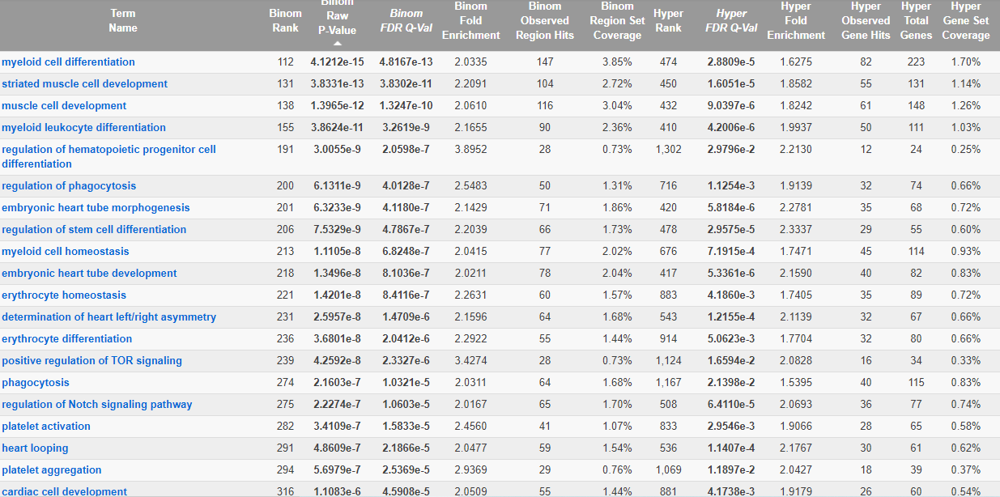 Term Name	Binom Rank	Binom Raw P-Value	Binom FDR Q-Val	Binom Fold Enrichment	Binom Observed Region Hits	Binom Region Set Coverage	Hyper Rank	Hyper FDR Q-Val	Hyper Fold Enrichment	Hyper Observed Gene Hits	Hyper Total Genes	Hyper Gene Set Coverage
myeloid cell differentiation	112	4.1212e-15	4.8167e-13	2.0335	147	3.85%	474	2.8809e-5	1.6275	82	223	1.70%
striated muscle cell development	131	3.8331e-13	3.8302e-11	2.2091	104	2.72%	450	1.6051e-5	1.8582	55	131	1.14%
muscle cell development	138	1.3965e-12	1.3247e-10	2.0610	116	3.04%	432	9.0397e-6	1.8242	61	148	1.26%
myeloid leukocyte differentiation	155	3.8624e-11	3.2619e-9	2.1655	90	2.36%	410	4.2006e-6	1.9937	50	111	1.03%
regulation of hematopoietic progenitor cell	191	3.0055e-9	2.0598e-7	3.8952	28	0.73%	1,302	2.9796e-2	2.2130	12	24	0.25%
differentiation
regulation of phagocytosis	200	6.1311e-9	4.0128e-7	2.5483	50	1.31%	716	1.1254e-3	1.9139	32	74	0.66%
embryonic heart tube morphogenesis	201	6.3233e-9	4.1180e-7	2.1429	71	1.86%	420	5.8184e-6	2.2781	35	68	0.72%
regulation of stem cell differentiation	206	7.5329e-9	4.7867e-7	2.2039	66	1.73%	478	2.9575e-5	2.3337	29	55	0.60%
myeloid cell homeostasis	213	1.1105e-8	6.8248e-7	2.0415	77	2.02%	676	7.1915e-4	1.7471	45	114	0.93%
embryonic heart tube development	218	1.3496e-8	8.1036e-7	2.0211	78	2.04%	417	5.3361e-6	2.1590	40	82	0.83%
erythrocyte homeostasis	221	1.4201e-8	8.4116e-7	2.2631	60	1.57%	883	4.1860e-3	1.7405	35	89	0.72%
determination of heart left/right asymmetry	231	2.5957e-8	1.4709e-6	2.1596	64	1.68%	543	1.2155e-4	2.1139	32	67	0.66%
erythrocyte differentiation	236	3.6801e-8	2.0412e-6	2.2922	55	1.44%	914	5.0623e-3	1.7704	32	80	0.66%
positive regulation of TOR signaling	239	4.2592e-8	2.3327e-6	3.4274	28	0.73%	1,124	1.6594e-2	2.0828	16	34	0.33%
phagocytosis	274	2.1603e-7	1.0321e-5	2.0311	64	1.68%	1,167	2.1398e-2	1.5395	40	115	0.83%
regulation of Notch signaling pathway	275	2.2274e-7	1.0603e-5	2.0167	65	1.70%	508	6.4110e-5	2.0693	36	77	0.74%
platelet activation	282	3.4109e-7	1.5833e-5	2.4560	41	1.07%	833	2.9546e-3	1.9066	28	65	0.58%
heart looping	291	4.8609e-7	2.1866e-5	2.0477	59	1.54%	536	1.1407e-4	2.1767	30	61	0.62%
platelet aggregation	294	5.6979e-7	2.5369e-5	2.9369	29	0.76%	1,069	1.1897e-2	2.0427	18	39	0.37%
cardiac cell development	316	1.1083e-6	4.5908e-5	2.0509	55	1.44%	881	4.1738e-3	1.9179	26	60	0.54%